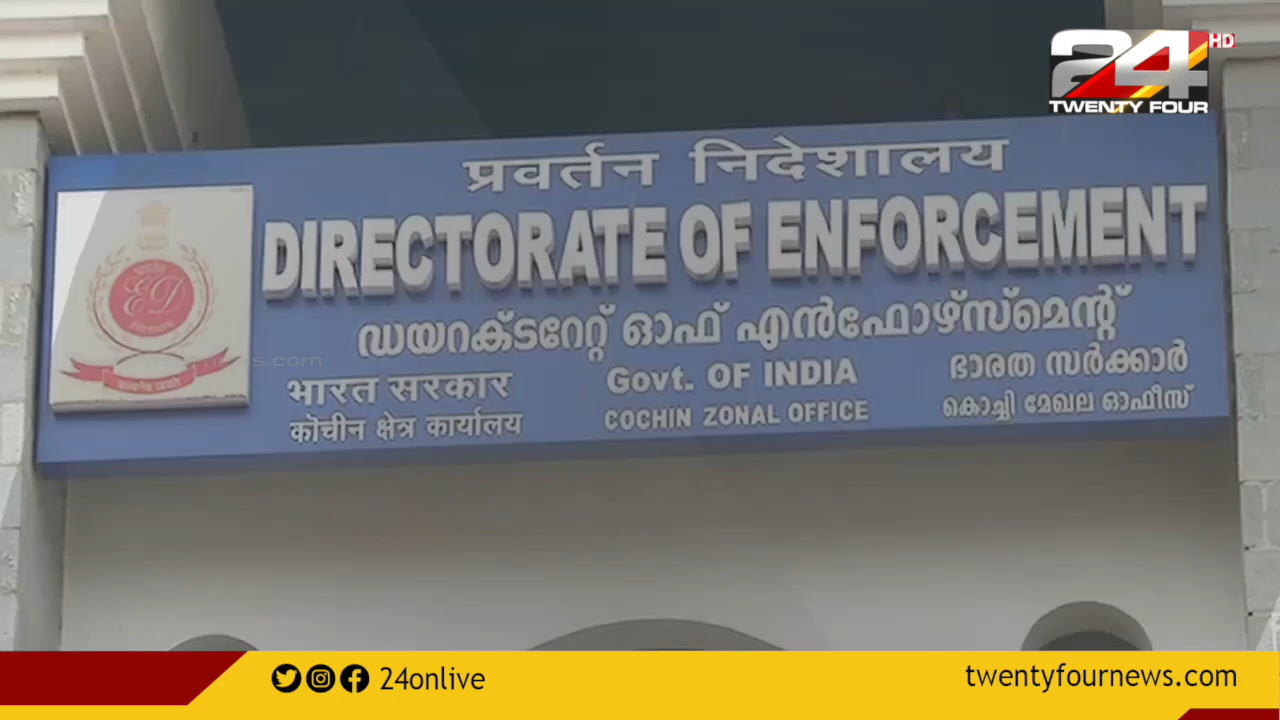 24 HD
TWENTY FOUR
प्रवर्तन निदेशालय
DIRECTORATE OF ENFORCEMENT
ഡയറക്ടറേറ്റ് ഓഫ് എൻഫോഴ്സ്മെന്റ്
भारत सरकार Govt. OF INDIA ഭാരത സർക്കാർ
कोचीन क्षेत्र कार्यालय COCHIN ZONAL OFFICE കൊച്ചി മേഖല ഓഫീസ്
ED
24onlive twentyfournews.com